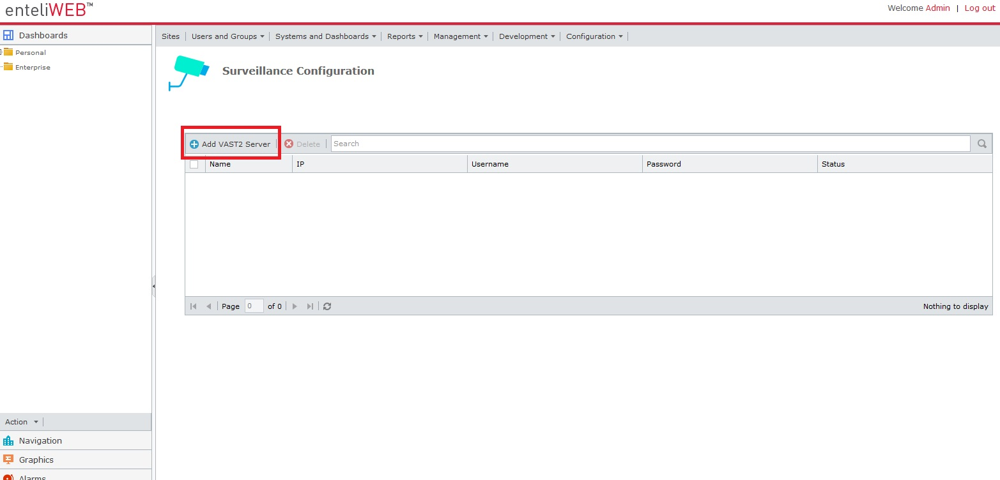 enteliWEB™
Welcome Admin | Log out
Dashboards
Personal
Enterprise
Sites Users and Groups Systems and Dashboards Reports Management Development Configuration
Surveillance Configuration
Add VAST2 Server Delete Search
Name IP Username Password Status
Page 0 of 0 Nothing to display
Action
Navigation
Graphics
Alarms